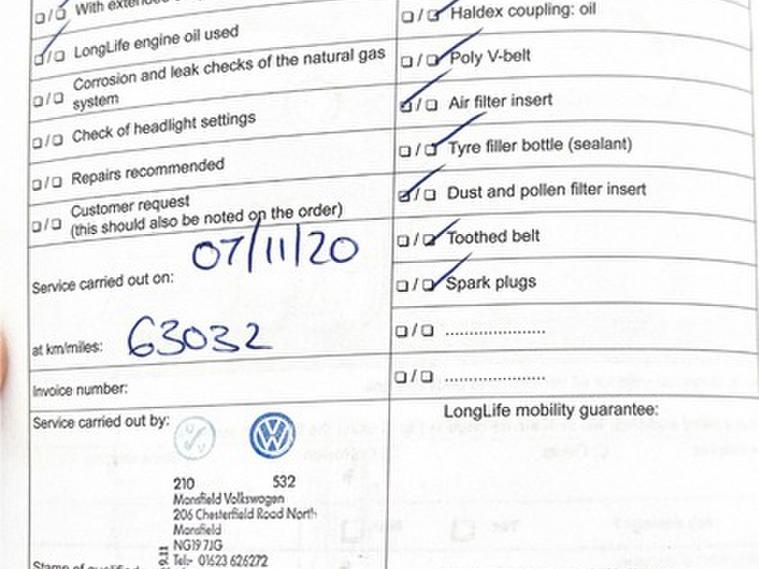 With
LongLife engine oil used
Corrosion and leak checks of the natural gas
system
Check of headlight settings
Repairs recommended
Customer request
(this should also be noted on the order)
Service carried out on: 07/11/20
at km/miles: 63032
Invoice number:
Service carried out by:
210 532
Mansfield Volkswagen
206 Chesterfield Road North
Mansfield
NG19 7JG
Tel:- 01623 626272
Haldex coupling: oil
Poly V-belt
Air filter insert
Tyre filler bottle (sealant)
Dust and pollen filter insert
Toothed belt
Spark plugs
......................
......................
LongLife mobility guarantee: